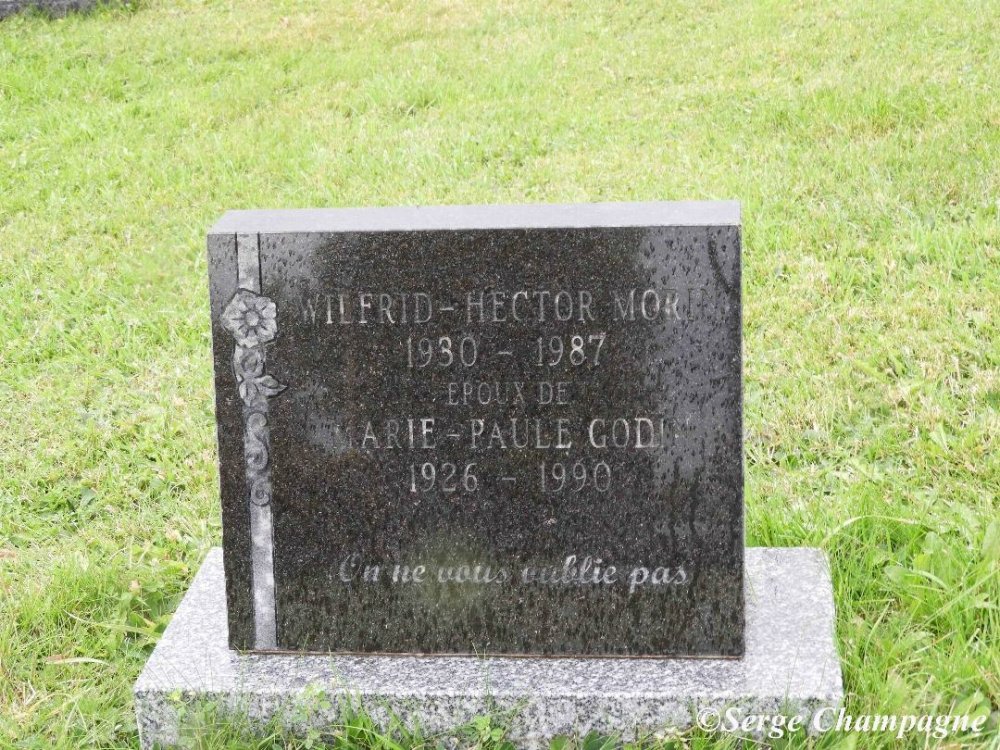 WILFRID-HECTOR
1930 - 1987
EPOUX DE
MARIE-PAULE
1926 - 1990
On ne vous oublie pas
©Serge Champagne